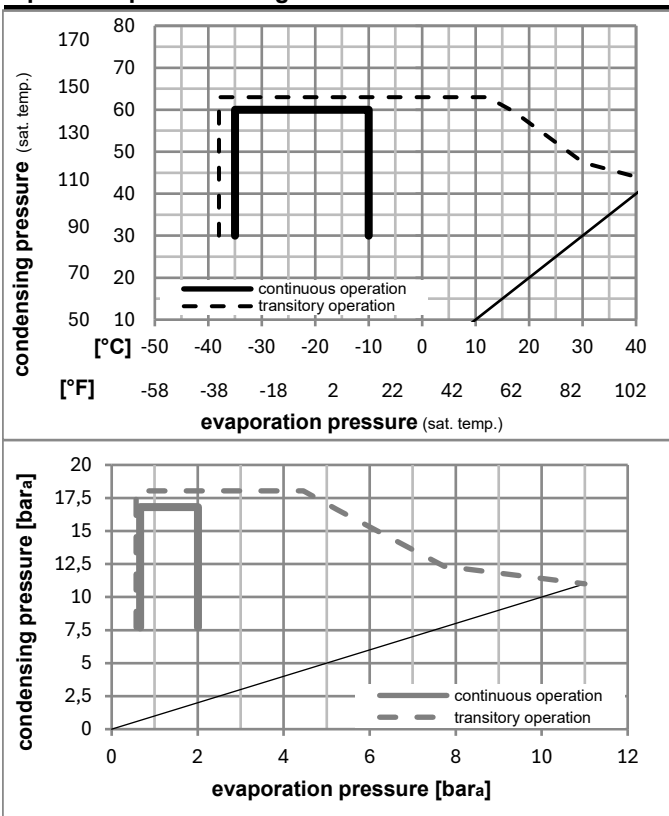 condensing pressure (sat. temp.)
170 80
70
150 60
130 50
110 40
90 30
70 20
50 10
continuous operation
transitory operation
[°C] -50 -40 -30 -20 -10 0 10 20 30 40
[°F] -58 -38 -18 2 22 42 62 82 102
evaporation pressure (sat. temp.)
condensing pressure [bara]
20
17,5
15
12,5
10
7,5
5
2,5
0
continuous operation
transitory operation
0 2 4 6 8 10 12
evaporation pressure [bara]